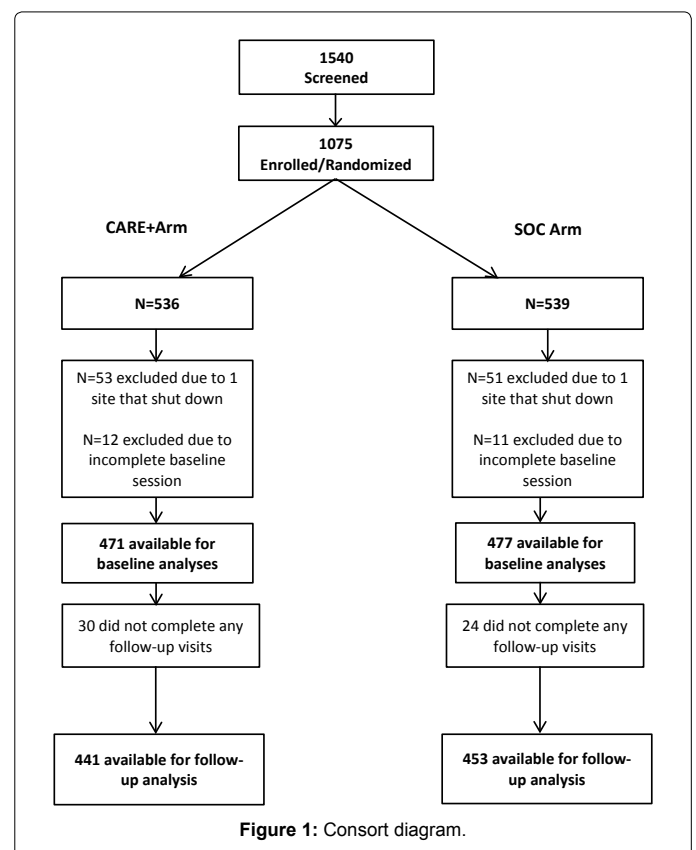 1540
Screened
1075
Enrolled/Randomized
CARE+Arm
SOC Arm
N=536
N=539
N=53 excluded due to 1
site that shut down
N=12 excluded due to
incomplete baseline
session
N=51 excluded due to 1
site that shut down
N=11 excluded due to
incomplete baseline
session
471 available for
baseline analyses
477 available for
baseline analyses
30 did not complete any
follow-up visits
24 did not complete any
follow-up visits
441 available for follow-
up analysis
453 available for follow-
up analysis
Figure 1: Consort diagram.